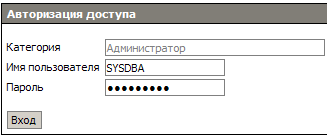 Авторизация доступа
Категория Администратор
Имя пользователя SYSDBA
Пароль •••••••••
Вход